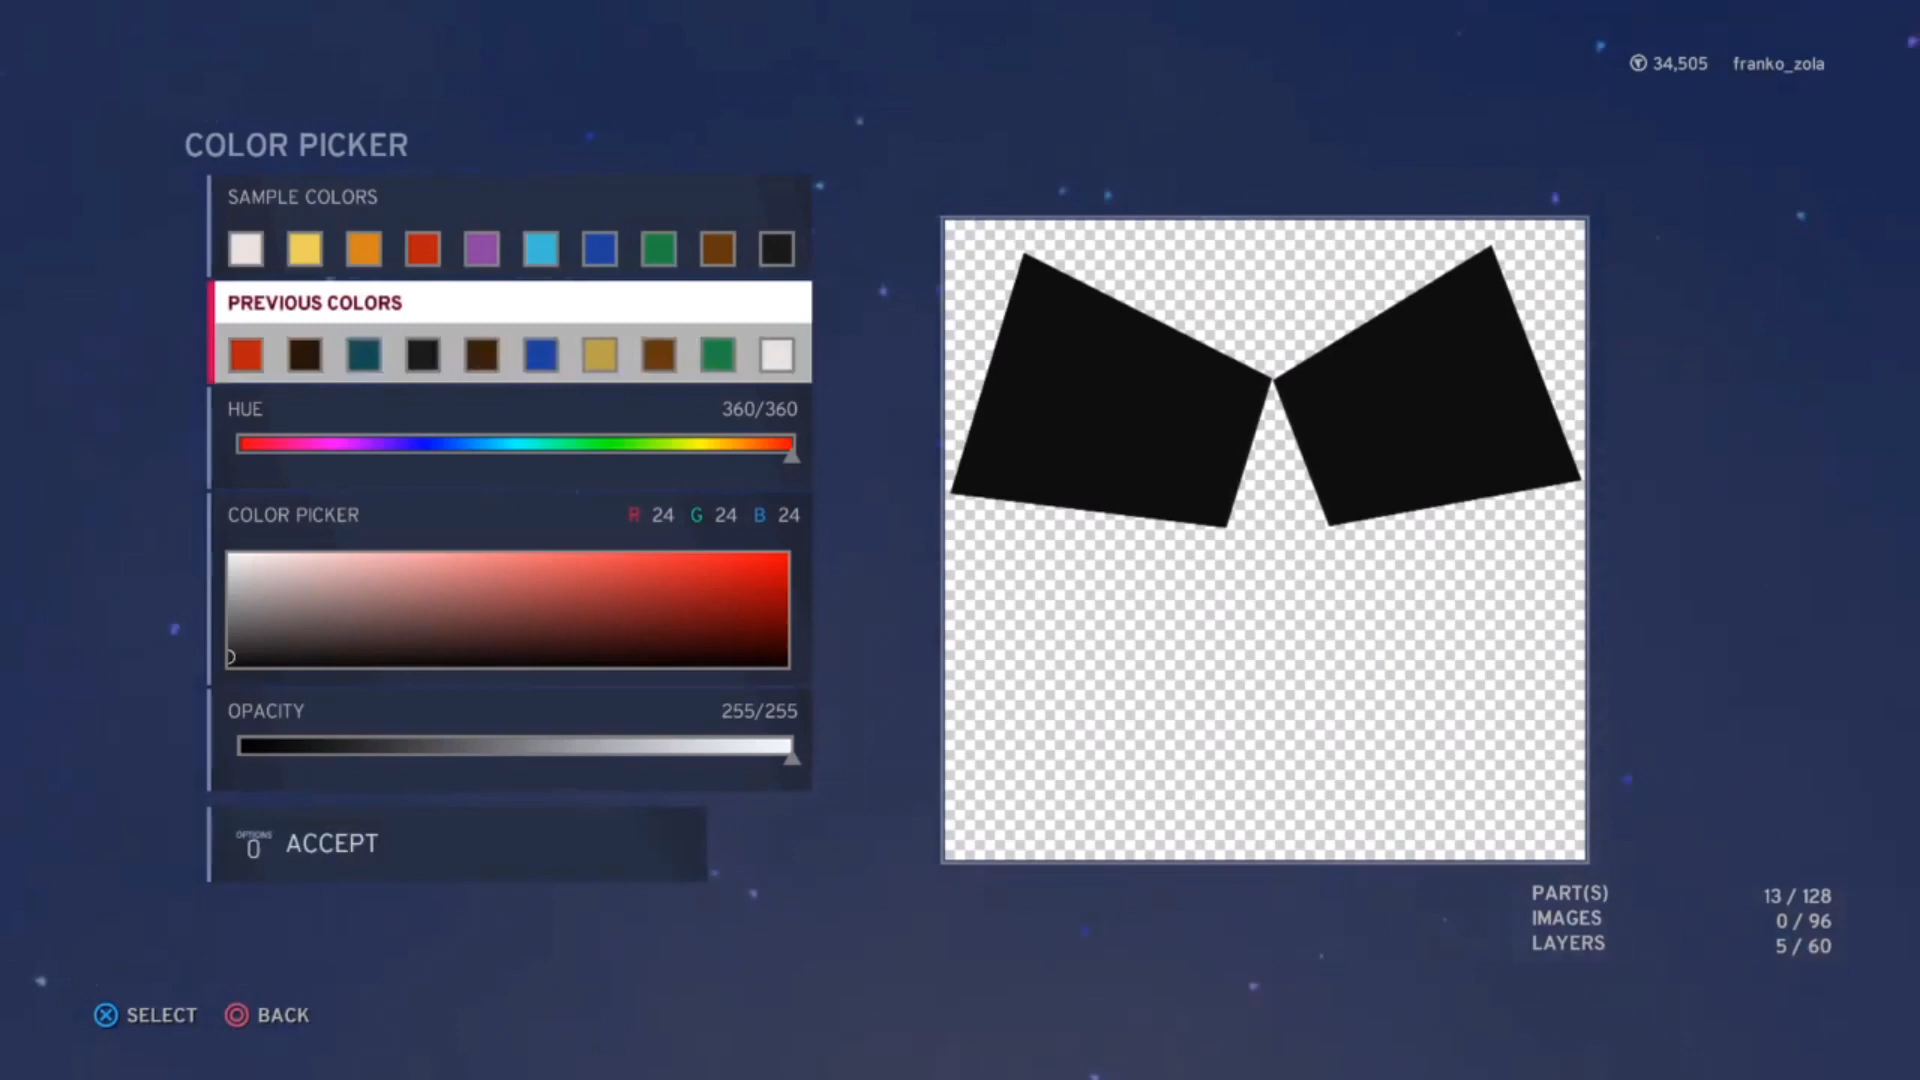 34,505 franko_zola
COLOR PICKER
SAMPLE COLORS
PREVIOUS COLORS
HUE 360/360
COLOR PICKER R 24 G 24 B 24
OPACITY 255/255
OPTIONS ACCEPT
PART(S) 13 / 128
IMAGES 0 / 96
LAYERS 5 / 60
SELECT BACK